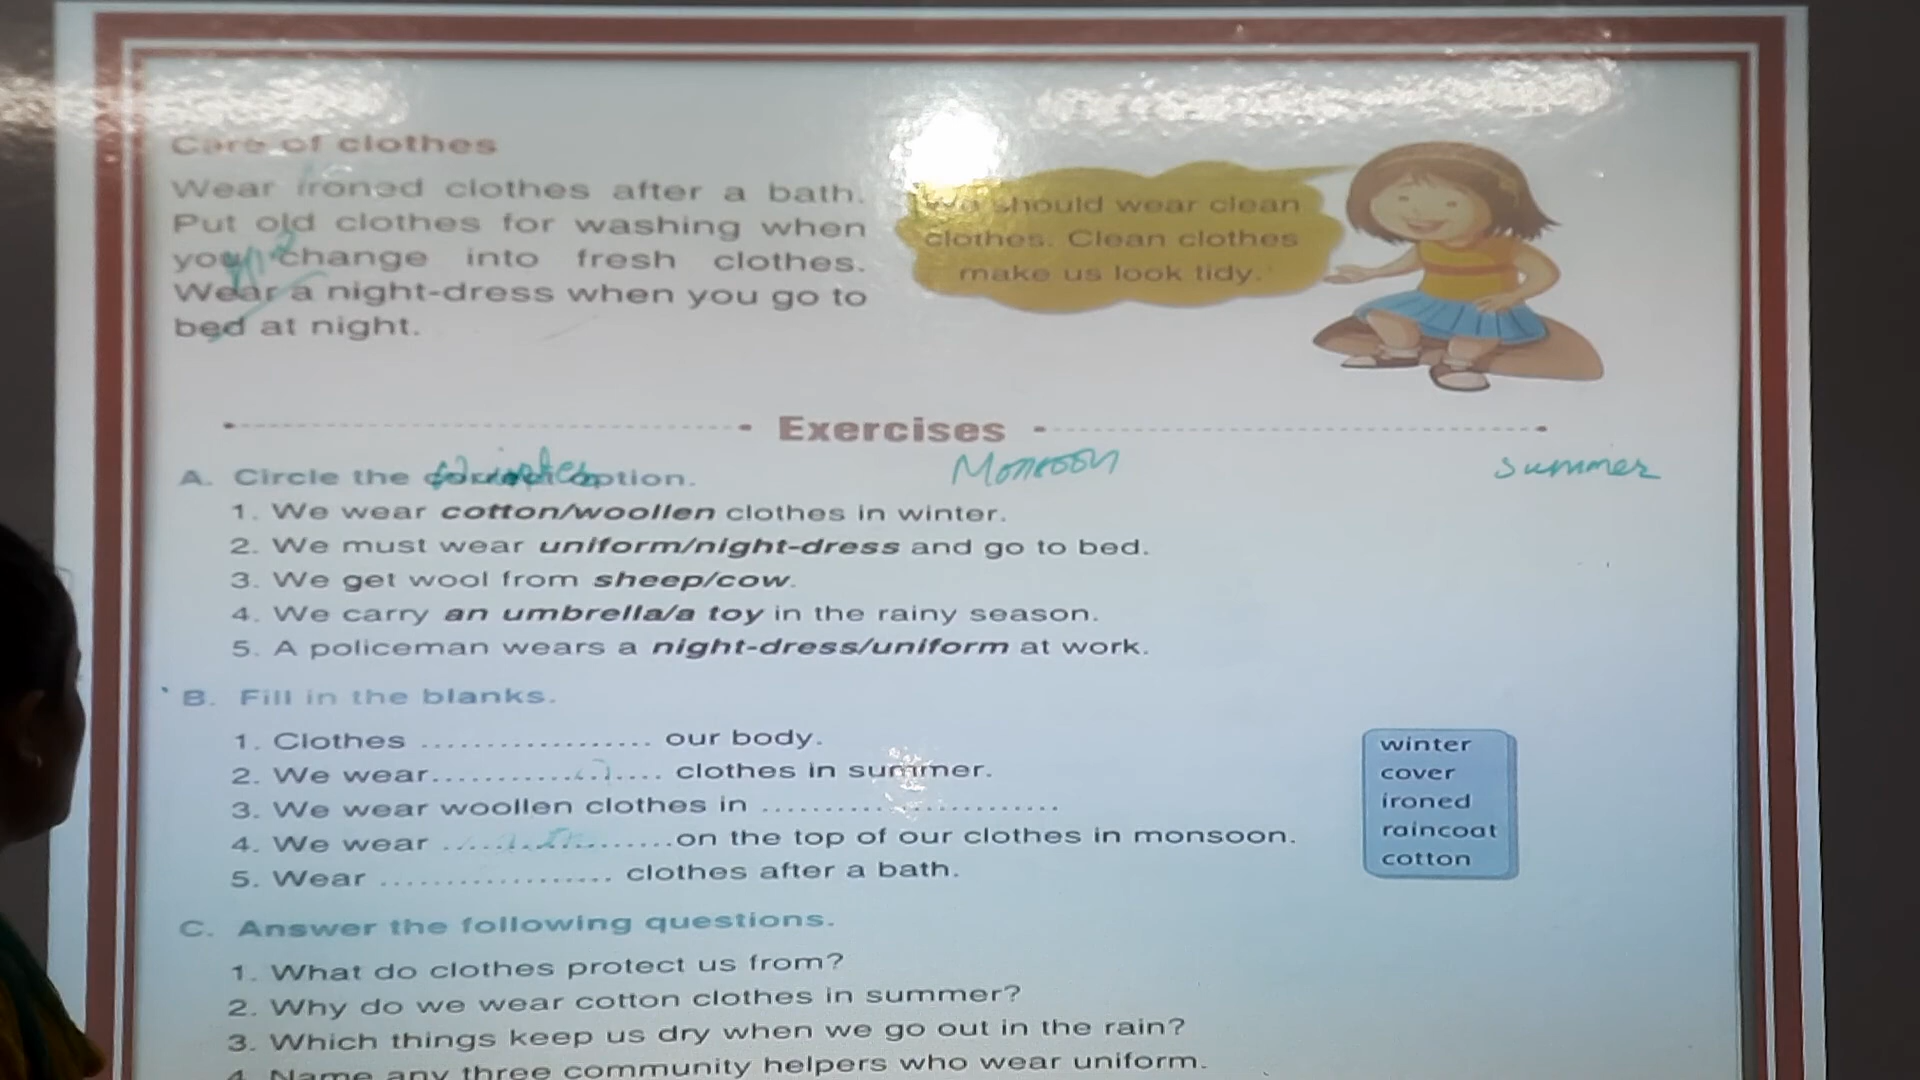 Care of clothes
Wear ironed clothes after a bath.
Put old clothes for washing when
you change into fresh clothes.
Wear a night-dress when you go to
bed at night.
We should wear clean
clothes. Clean clothes
make us look tidy.
Exercises
Winter Monsoon Summer
A. Circle the option.
1. We wear cotton/woollen clothes in winter.
2. We must wear uniform/night-dress and go to bed.
3. We get wool from sheep/cow.
4. We carry an umbrella/a toy in the rainy season.
5. A policeman wears a night-dress/uniform at work.
B. Fill in the blanks.
1. Clothes ................... our body.
2. We wear................... clothes in summer.
3. We wear woollen clothes in .........................
4. We wear ....................on the top of our clothes in monsoon.
5. Wear ................... clothes after a bath.
winter
cover
ironed
raincoat
cotton
C. Answer the following questions.
1. What do clothes protect us from?
2. Why do we wear cotton clothes in summer?
3. Which things keep us dry when we go out in the rain?
4. Name any three community helpers who wear uniform.